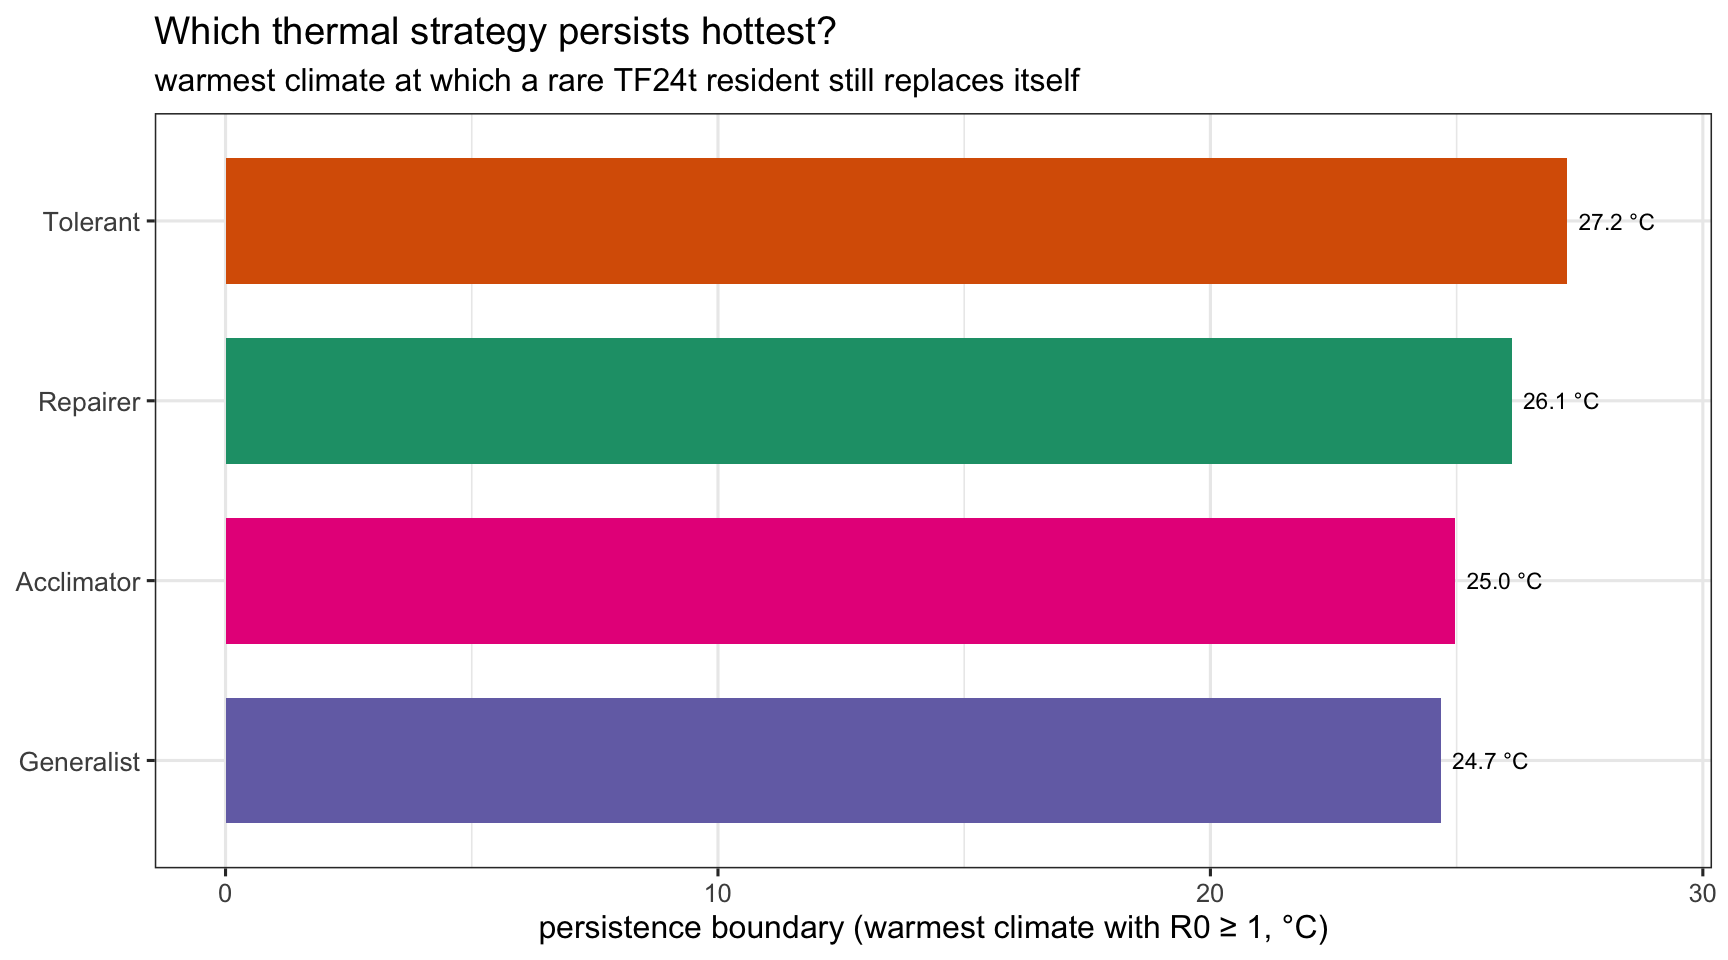 Which thermal strategy persists hottest?
warmest climate at which a rare TF24t resident still replaces itself
Tolerant
27.2 °C
Repairer
26.1 °C
Acclimator
25.0 °C
Generalist
24.7 °C
0
10
20
30
persistence boundary (warmest climate with R0 ≥ 1, °C)